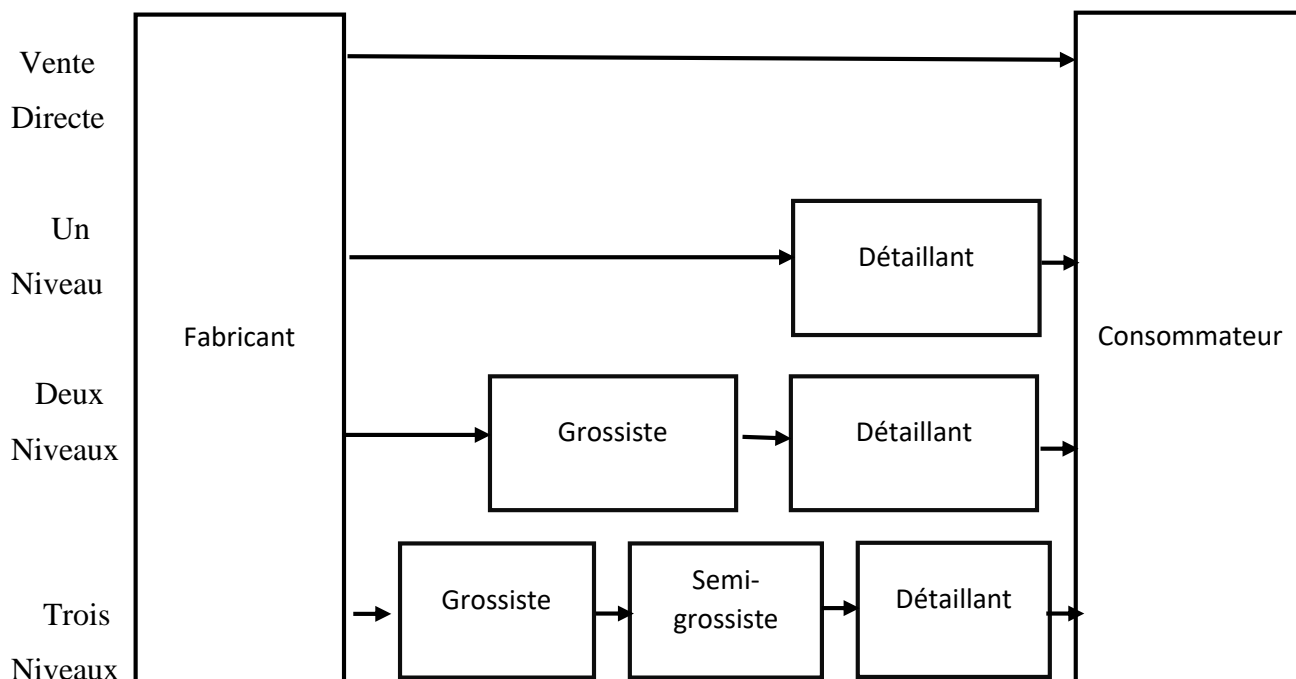 Vente
Directe
Un
Niveau
Détaillant
Fabricant
Consommateur
Deux
Niveaux
Grossiste
Détaillant
Trois
Niveaux
Grossiste
Semi-
grossiste
Détaillant